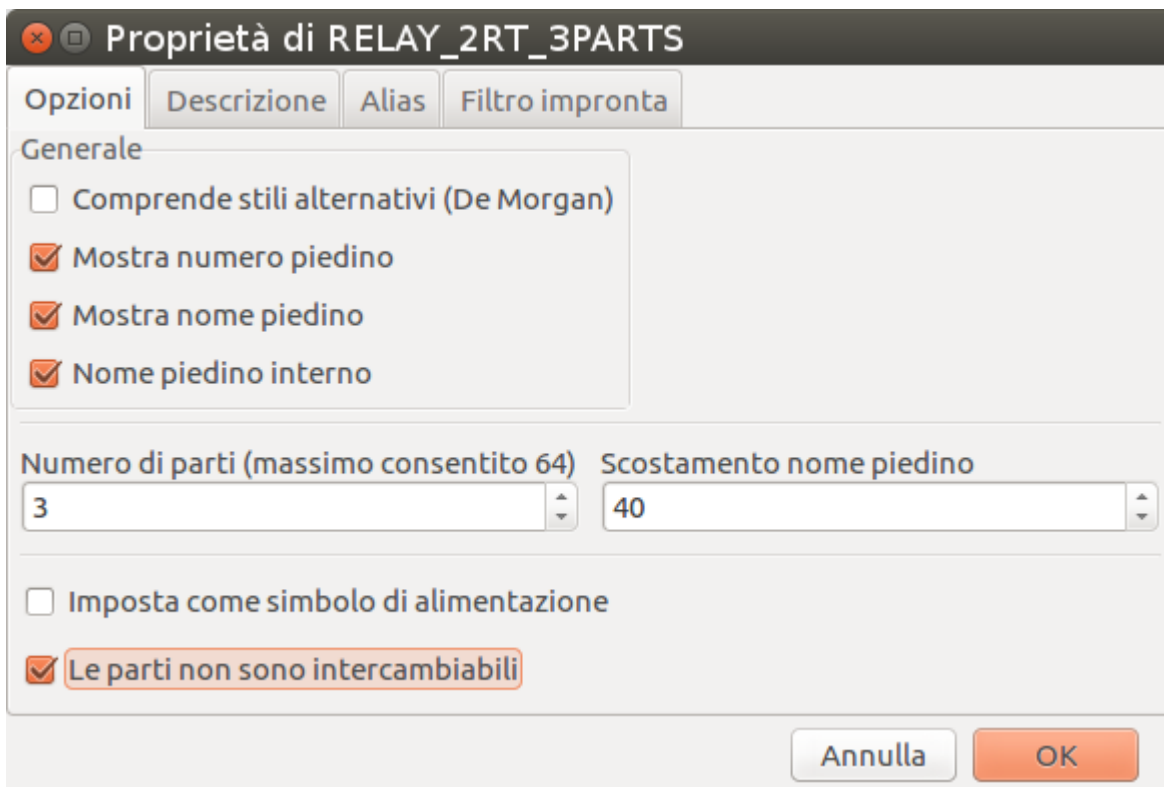 Proprietà di RELAY_2RT_3PARTS
Opzioni Descrizione Alias Filtro impronta
Generale
Comprende stili alternativi (De Morgan)
Mostra numero piedino
Mostra nome piedino
Nome piedino interno
Numero di parti (massimo consentito 64) Scostamento nome piedino
3 40
Imposta come simbolo di alimentazione
Le parti non sono intercambiabili
Annulla OK